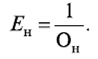 Eн = 1/Oн.